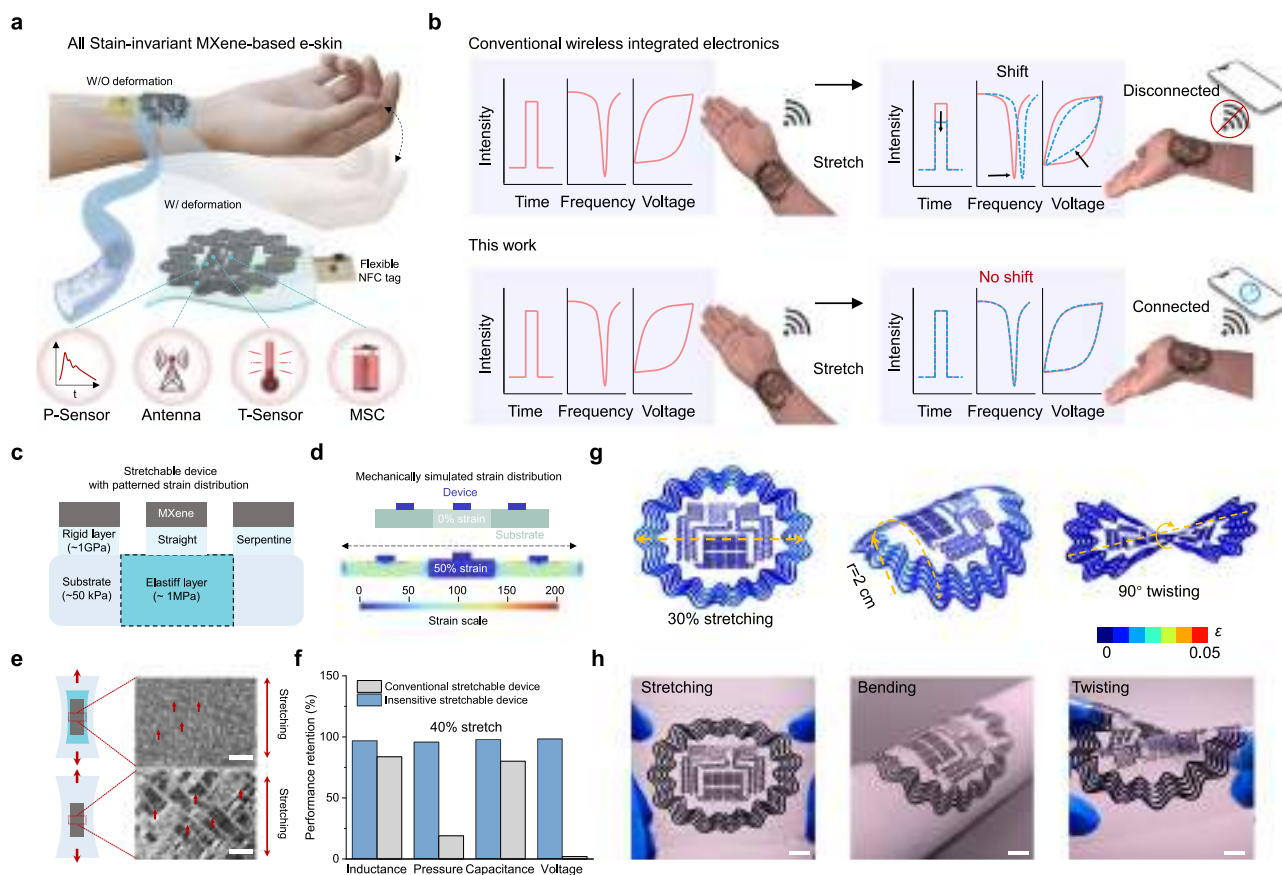 a
All Stain-invariant MXene-based e-skin
W/O deformation
W/ deformation
Flexible
NFC tag
t
P-Sensor
Antenna
T-Sensor
MSC
b
Conventional wireless integrated electronics
Intensity
Time
Frequency
Voltage
Stretch
Intensity
Shift
Time
Frequency
Voltage
Disconnected
This work
Intensity
Time
Frequency
Voltage
Stretch
Intensity
No shift
Time
Frequency
Voltage
Connected
c
Stretchable device
with patterned strain distribution
MXene
Rigid layer
(~1GPa)
Straight
Serpentine
Substrate
(~50 kPa)
Elastiff layer
(~ 1MPa)
d
Mechanically simulated strain distribution
Device
0% strain
Substrate
50% strain
0 50 100 150 200
Strain scale
e
Stretching
Stretching
f
Performance retention (%)
150
100
50
0
Conventional stretchable device
Insensitive stretchable device
40% stretch
Inductance Pressure Capacitance Voltage
g
30% stretching
r=2 cm
90° twisting
ε
0 0.05
h
Stretching
Bending
Twisting